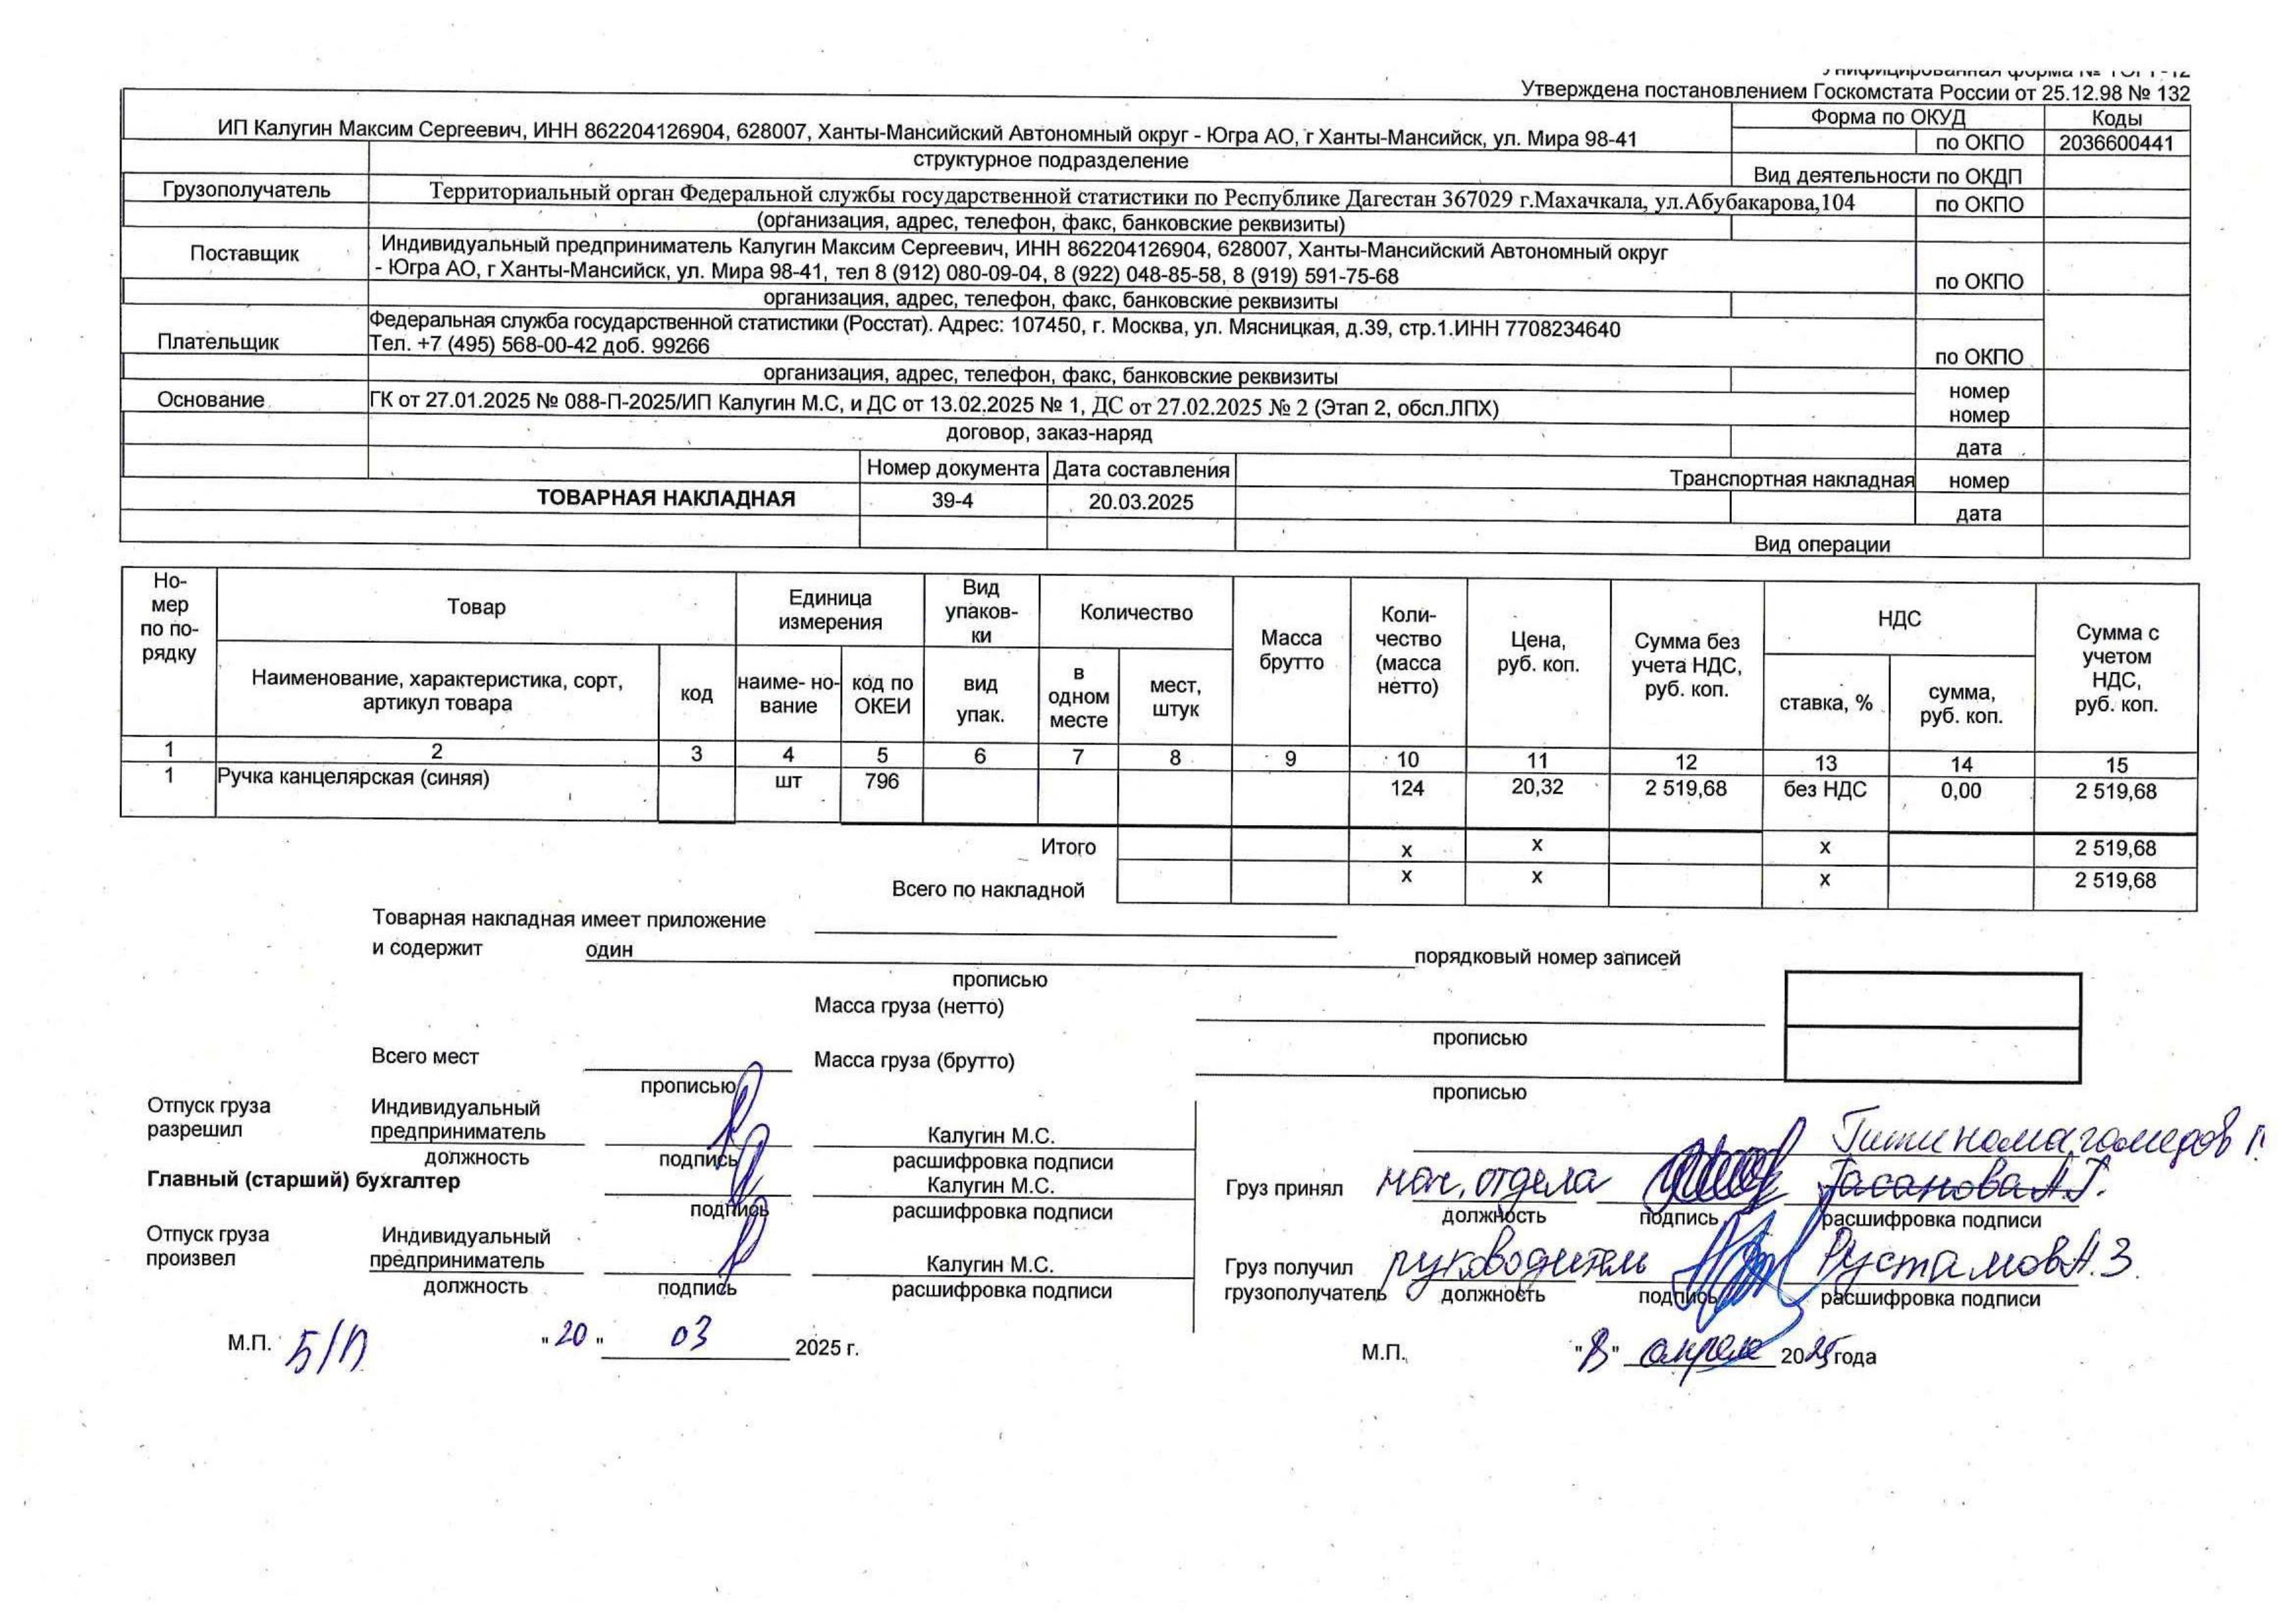 Унифицированная форма № ТОРГ-12
Утверждена постановлением Госкомстата России от 25.12.98 № 132
Форма по ОКУД Коды
ИП Калугин Максим Сергеевич, ИНН 862204126904, 628007, Ханты-Мансийский Автономный округ - Югра АО, г Ханты-Мансийск, ул. Мира 98-41 по ОКПО 2036600441
структурное подразделение
Вид деятельности по ОКДП
Грузополучатель Территориальный орган Федеральной службы государственной статистики по Республике Дагестан 367029 г.Махачкала, ул.Абубакарова,104 по ОКПО
(организация, адрес, телефон, факс, банковские реквизиты)
Поставщик Индивидуальный предприниматель Калугин Максим Сергеевич, ИНН 862204126904, 628007, Ханты-Мансийский Автономный округ
- Югра АО, г Ханты-Мансийск, ул. Мира 98-41, тел 8 (912) 080-09-04, 8 (922) 048-85-58, 8 (919) 591-75-68 по ОКПО
организация, адрес, телефон, факс, банковские реквизиты
Федеральная служба государственной статистики (Росстат). Адрес: 107450, г. Москва, ул. Мясницкая, д.39, стр.1.ИНН 7708234640
Плательщик Тел. +7 (495) 568-00-42 доб. 99266 по ОКПО
организация, адрес, телефон, факс, банковские реквизиты
номер
Основание ГК от 27.01.2025 № 088-П-2025/ИП Калугин М.С, и ДС от 13.02.2025 № 1, ДС от 27.02.2025 № 2 (Этап 2, обсл.ЛПХ) номер
договор, заказ-наряд дата
Номер документа Дата составления Транспортная накладная номер
ТОВАРНАЯ НАКЛАДНАЯ 39-4 20.03.2025 дата
Вид операции
Но-
мер
по по-
рядку
Товар
Единица
измерения
Вид
упаков-
ки
Количество
Масса
брутто
Коли-
чество
(масса
нетто)
Цена,
руб. коп.
Сумма без
учета НДС,
руб. коп.
НДС
Сумма с
учетом
НДС,
руб. коп.
Наименование, характеристика, сорт,
артикул товара
код
наиме- но-
вание
код по
ОКЕИ
вид
упак.
в
одном
месте
мест,
штук
ставка, %
сумма,
руб. коп.
1 2 3 4 5 6 7 8 9 10 11 12 13 14 15
1 Ручка канцелярская (синяя) шт 796 124 20,32 2 519,68 без НДС 0,00 2 519,68
Итого х х х 2 519,68
Всего по накладной х х х 2 519,68
Товарная накладная имеет приложение
и содержит один порядковый номер записей
прописью
Масса груза (нетто)
прописью
Всего мест Масса груза (брутто)
прописью прописью
Отпуск груза
разрешил
Индивидуальный
предприниматель
Калугин М.С.
должность подпись расшифровка подписи
Главный (старший) бухгалтер Калугин М.С.
подпись расшифровка подписи
Отпуск груза
произвел
Индивидуальный
предприниматель
Калугин М.С.
должность подпись расшифровка подписи
М.П. Б/П "20" 03 2025 г.
Груз принял нач. отдела Гасанова А.Г.
должность подпись расшифровка подписи
Груз получил
грузополучатель
руководитель Рустамов А.З.
должность подпись расшифровка подписи
М.П. апреля 2025 года